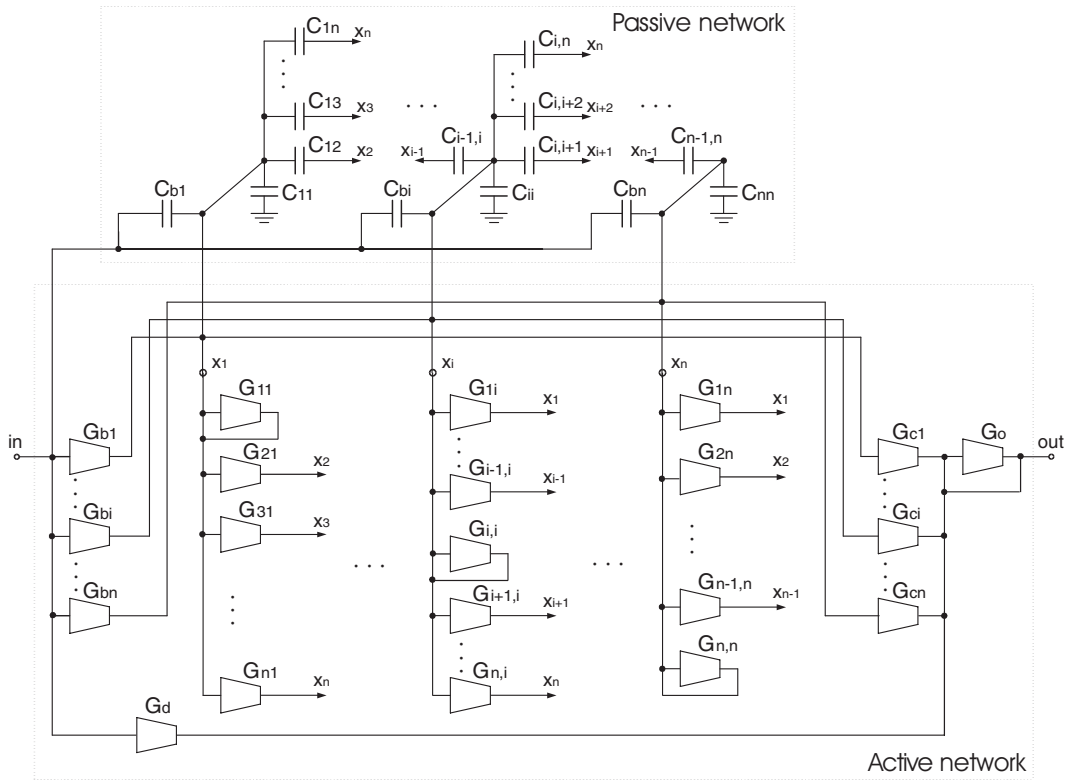 Passive network
C1n xn Ci,n xn
C13 x3 Ci,i+2 xi+2
C12 x2 xi-1 Ci-1,i Ci,i+1 xi+1 xn-1 Cn-1,n
Cb1 C11 Cbi Cii Cbn Cnn
x1 xi xn
G11 G1i x1 G1n x1
in Gb1 G21 x2 Gi-1,i xi-1 G2n x2 Gc1 Go out
Gbi G31 x3 Gi,i Gci
Gbn Gi+1,i xi+1 Gn-1,n xn-1 Gcn
Gn,n
Gn1 xn Gn,i xn
Gd
Active network